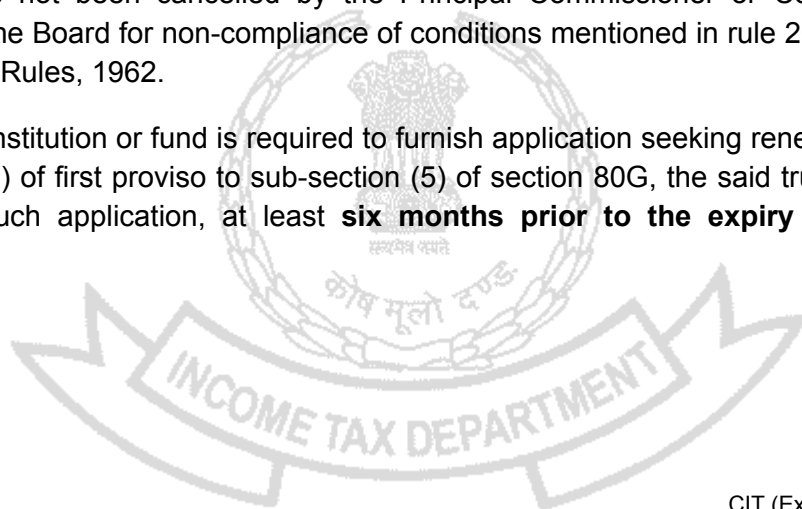 not been cancelled by the Principal Commissioner or
the Board for non-compliance of conditions mentioned in rule 2
Rules, 1962.
nstitution or fund is required to furnish application seeking rene
) of first proviso to sub-section (5) of section 80G, the said tru
uch application, at least six months prior to the expiry
सत्यमेव जयते
कोष मूलो दण्डः
INCOME TAX DEPARTMENT
CIT (Ex